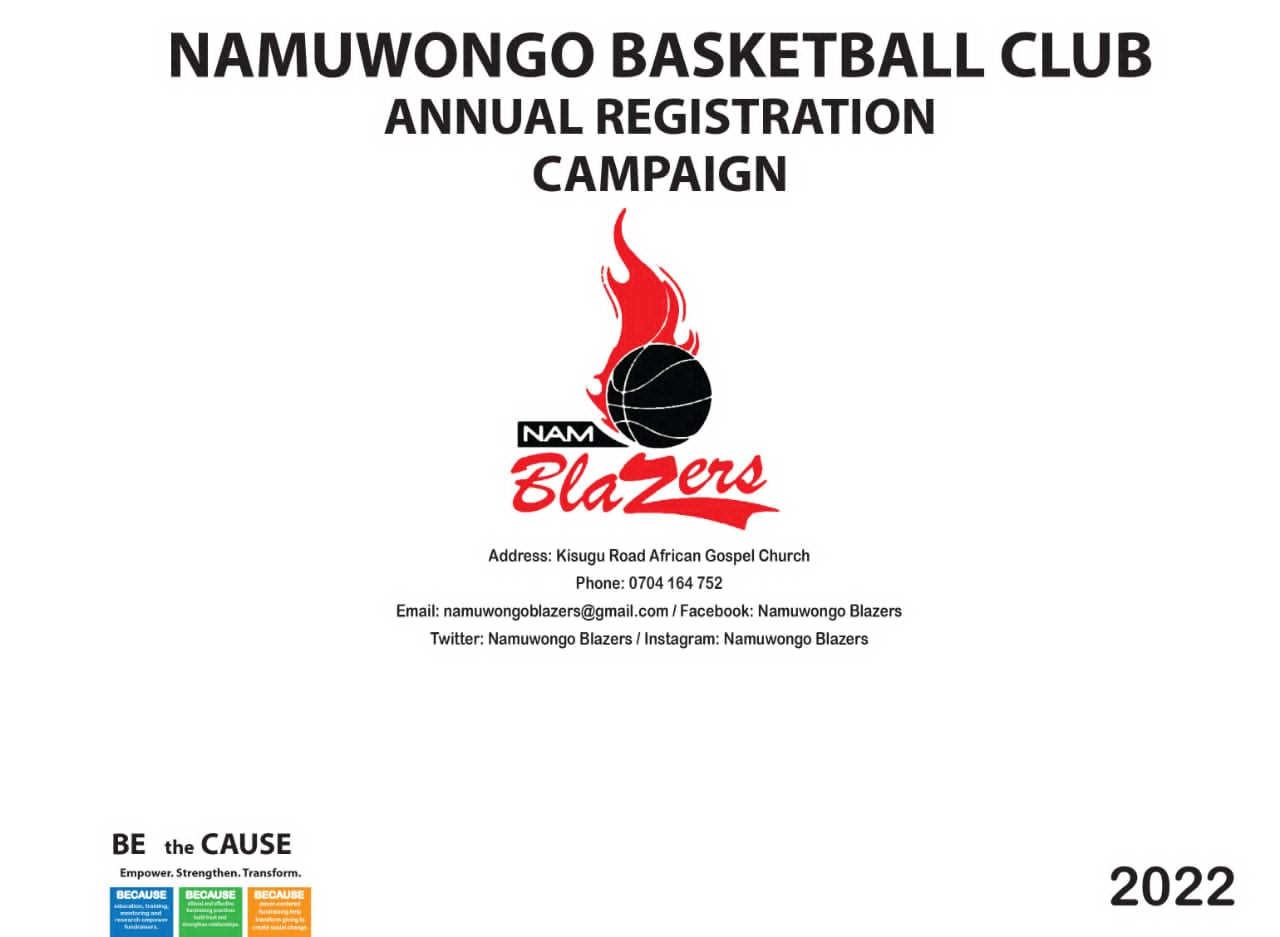 NAMUWONGO BASKETBALL CLUB
ANNUAL REGISTRATION
CAMPAIGN
NAM
Blazers
Address: Kisugu Road African Gospel Church
Phone: 0704 164 752
Email: namuwongoblazers@gmail.com / Facebook: Namuwongo Blazers
Twitter: Namuwongo Blazers / Instagram: Namuwongo Blazers
BE the CAUSE
Empower. Strengthen. Transform.
BECAUSE
education, training,
mentoring and
research empower
fundraisers.
BECAUSE
ethical and effective
fundraising practices
build trust and
strengthen relationships.
BECAUSE
donor-centered
fundraising help
transform giving to
create social change.
2022